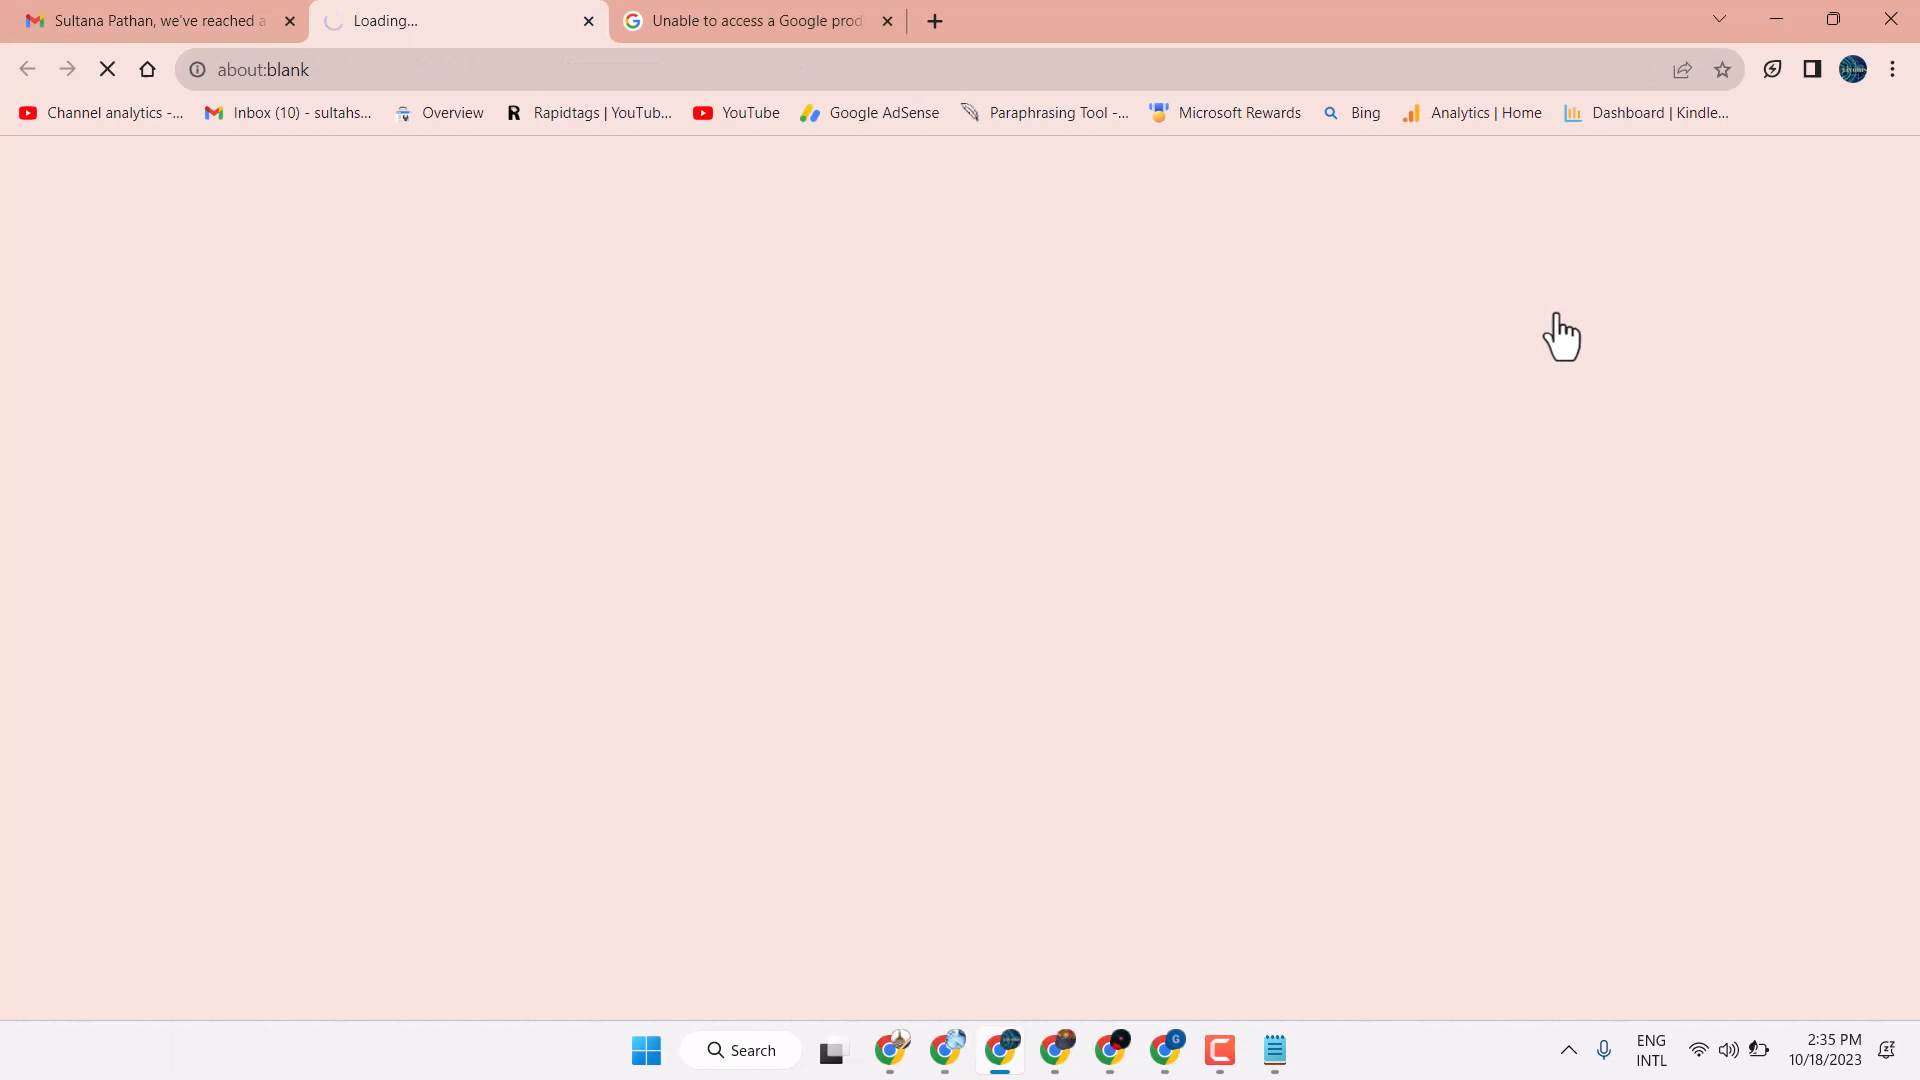 Sultana Pathan, we've reached a
Loading...
Unable to access a Google prod
about:blank
Channel analytics -...
Inbox (10) - sultahs...
Overview
R
Rapidtags | YouTub...
YouTube
Google AdSense
Paraphrasing Tool -...
Microsoft Rewards
Bing
Analytics | Home
Dashboard | Kindle...
Search
G
C
ENG
INTL
2:35 PM
10/18/2023